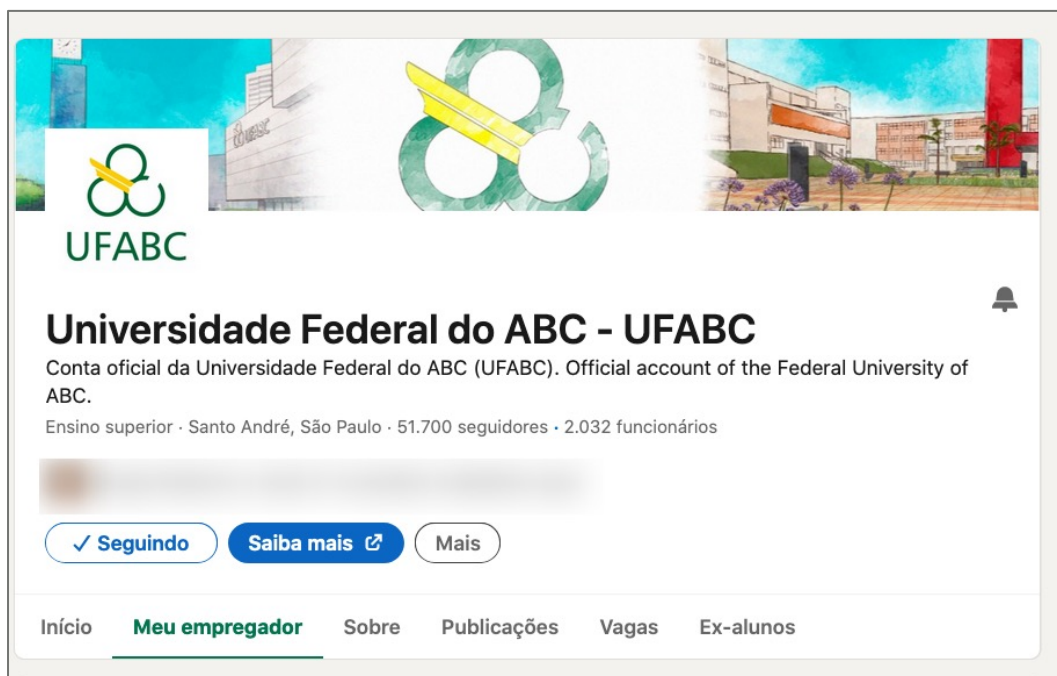 UFABC
UFABC
Universidade Federal do ABC - UFABC
Conta oficial da Universidade Federal do ABC (UFABC). Official account of the Federal University of
ABC.
Ensino superior · Santo André, São Paulo · 51.700 seguidores · 2.032 funcionários
✓ Seguindo Saiba mais Mais
Início Meu empregador Sobre Publicações Vagas Ex-alunos